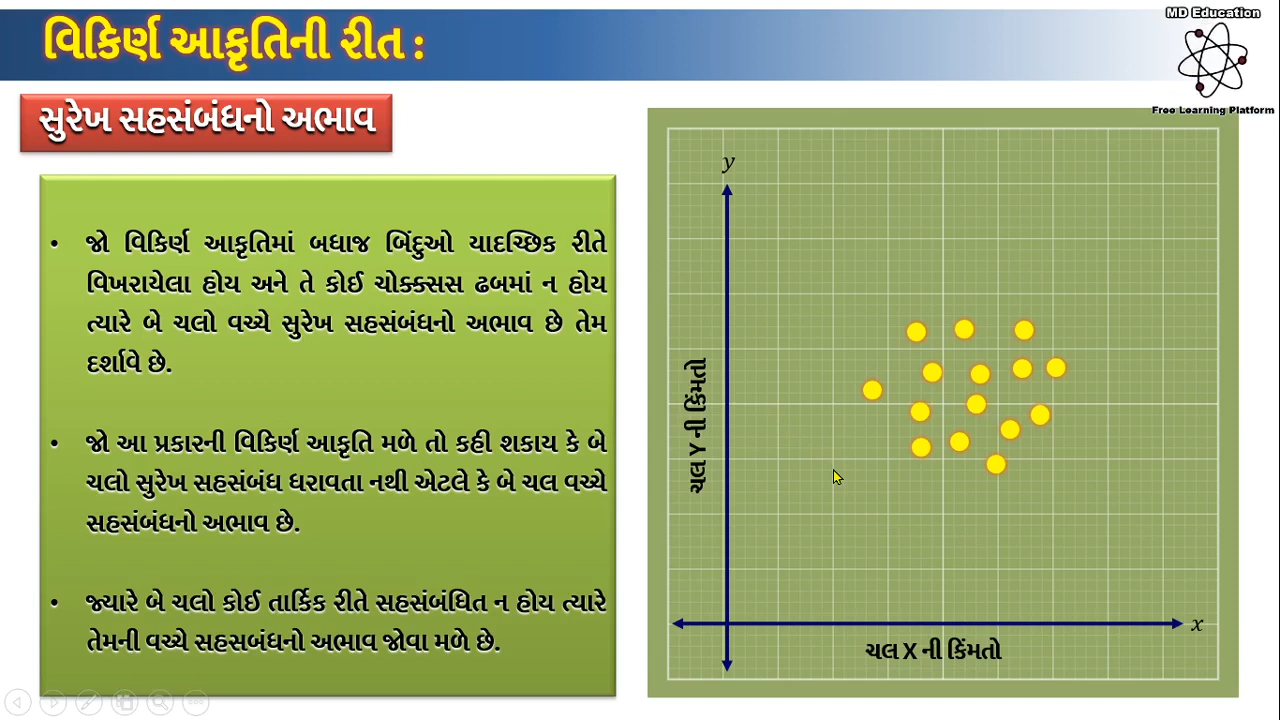 વિકિર્ણ આકૃતિની રીત :
MD Education
Free Learning Platform
સુરેખ સહસંબંધનો અભાવ
• જો વિકિર્ણ આકૃતિમાં બધાજ બિંદુઓ યાદચ્છિક રીતે
વિખરાયેલા હોય અને તે કોઈ ચોક્ક્સસ ઢબમાં ન હોય
ત્યારે બે ચલો વચ્ચે સુરેખ સહસંબંધનો અભાવ છે તેમ
દર્શાવે છે.
• જો આ પ્રકારની વિકિર્ણ આકૃતિ મળે તો કહી શકાય કે બે
ચલો સુરેખ સહસંબંધ ધરાવતા નથી એટલે કે બે ચલ વચ્ચે
સહસંબંધનો અભાવ છે.
• જ્યારે બે ચલો કોઈ તાર્કિક રીતે સહસંબંધિત ન હોય ત્યારે
તેમની વચ્ચે સહસબંધનો અભાવ જોવા મળે છે.
y
ચલ Y ની કિંમતો
x
ચલ X ની કિંમતો